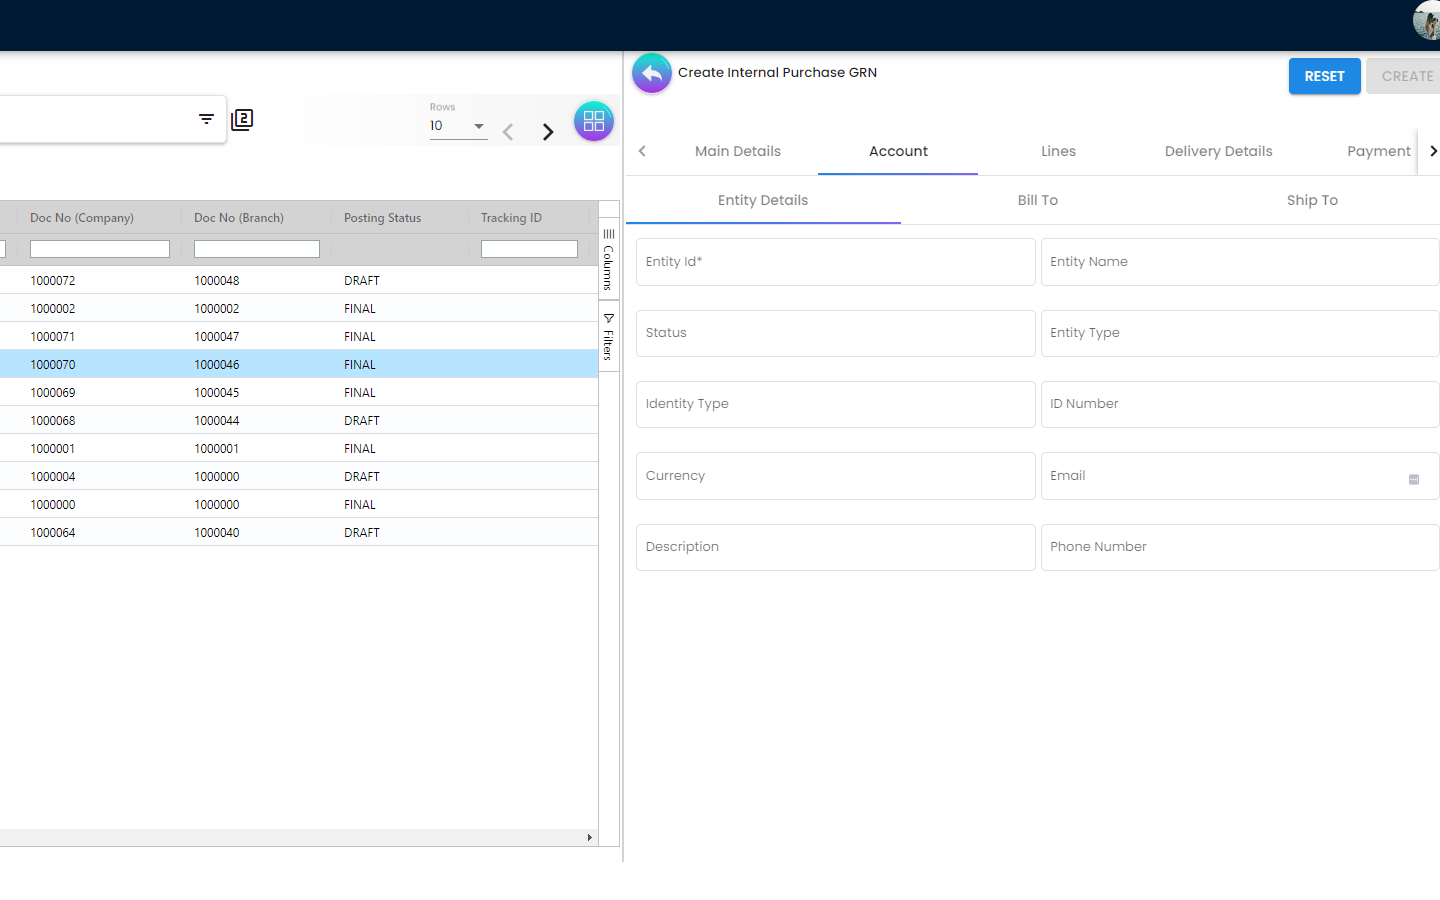 Create Internal Purchase GRN
RESET
CREATE
Rows
10
2
Main Details
Account
Lines
Delivery Details
Payment
Entity Details
Bill To
Ship To
Doc No (Company)
Doc No (Branch)
Posting Status
Tracking ID
1000072 1000048 DRAFT
1000002 1000002 FINAL
1000071 1000047 FINAL
1000070 1000046 FINAL
1000069 1000045 FINAL
1000068 1000044 DRAFT
1000001 1000001 FINAL
1000004 1000000 DRAFT
1000000 1000000 FINAL
1000064 1000040 DRAFT
Columns
Filters
Entity Id*
Entity Name
Status
Entity Type
Identity Type
ID Number
Currency
Email
Description
Phone Number